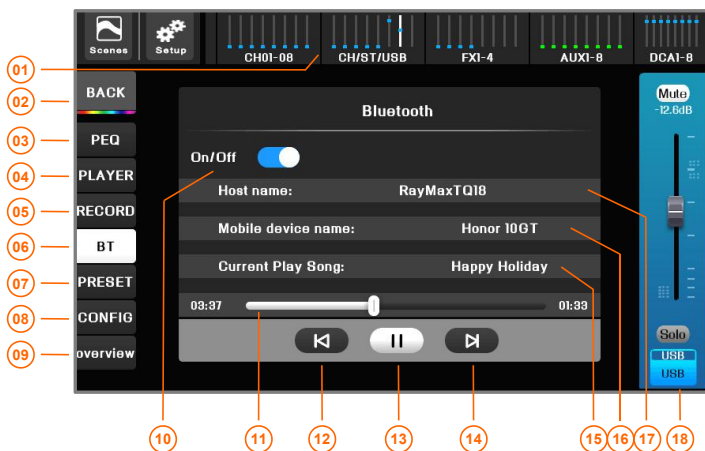 Scenes Setup CH01-08 CH/ST/USB FX1-4 AUX1-8 DCA1-8
01
02 BACK
03 PEQ
04 PLAYER
05 RECORD
06 BT
07 PRESET
08 CONFIG
09 overview
Bluetooth
On/Off
Host name: RayMaxTQ18
Mobile device name: Honor 10GT
Current Play Song: Happy Holiday
03:37 01:33
Mute
-12.6dB
Solo
USB
USB
10 11 12 13 14 15 16 17 18